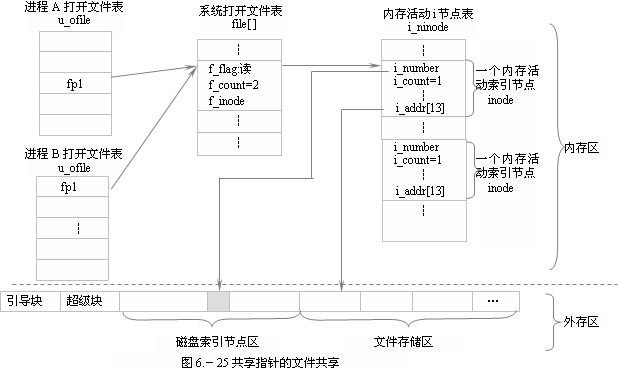 进程 A 打开文件表
u_ofile
fp1
进程 B 打开文件表
u_ofile
fp1
系统打开文件表
file[]
f_flag:读
f_count=2
f_inode
内存活动 i 节点表
i_ninode
i_number
i_count=1
i_addr[13]
i_number
i_count=1
i_addr[13]
一个内存活
动索引节点
inode
一个内存活
动索引节点
inode
内存区
引导块
超级块
...
磁盘索引节点区
文件存储区
外存区
图 6.－25 共享指针的文件共享